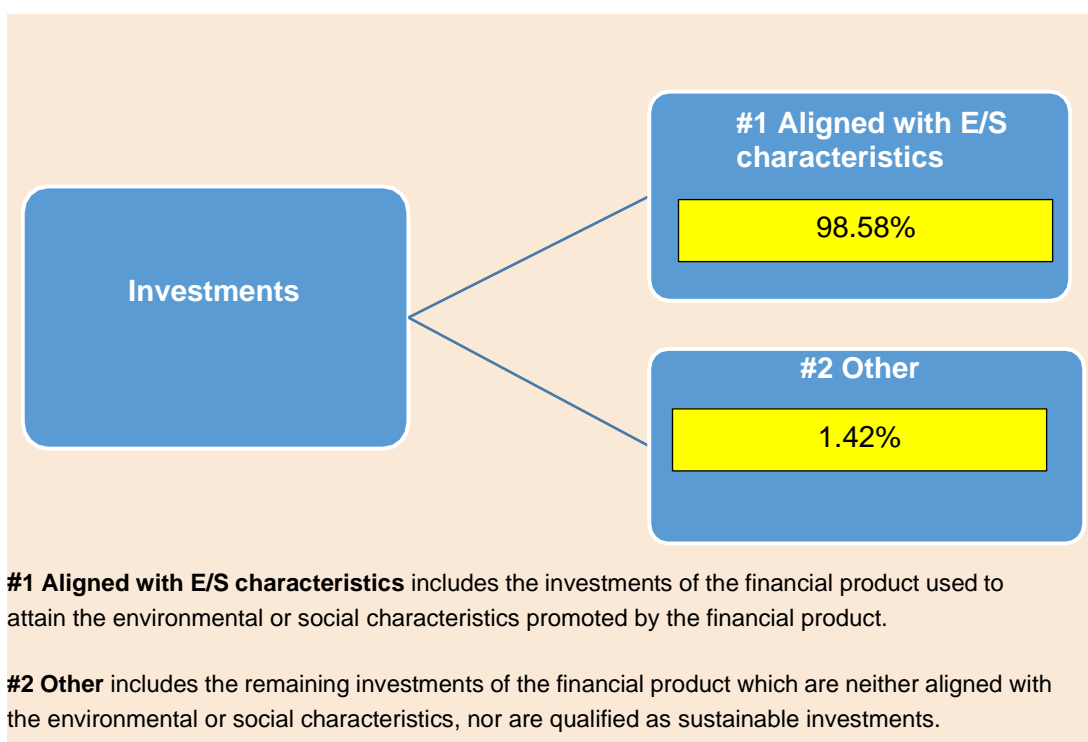 Investments
#1 Aligned with E/S
characteristics
98.58%
#2 Other
1.42%
#1 Aligned with E/S characteristics includes the investments of the financial product used to
attain the environmental or social characteristics promoted by the financial product.
#2 Other includes the remaining investments of the financial product which are neither aligned with
the environmental or social characteristics, nor are qualified as sustainable investments.